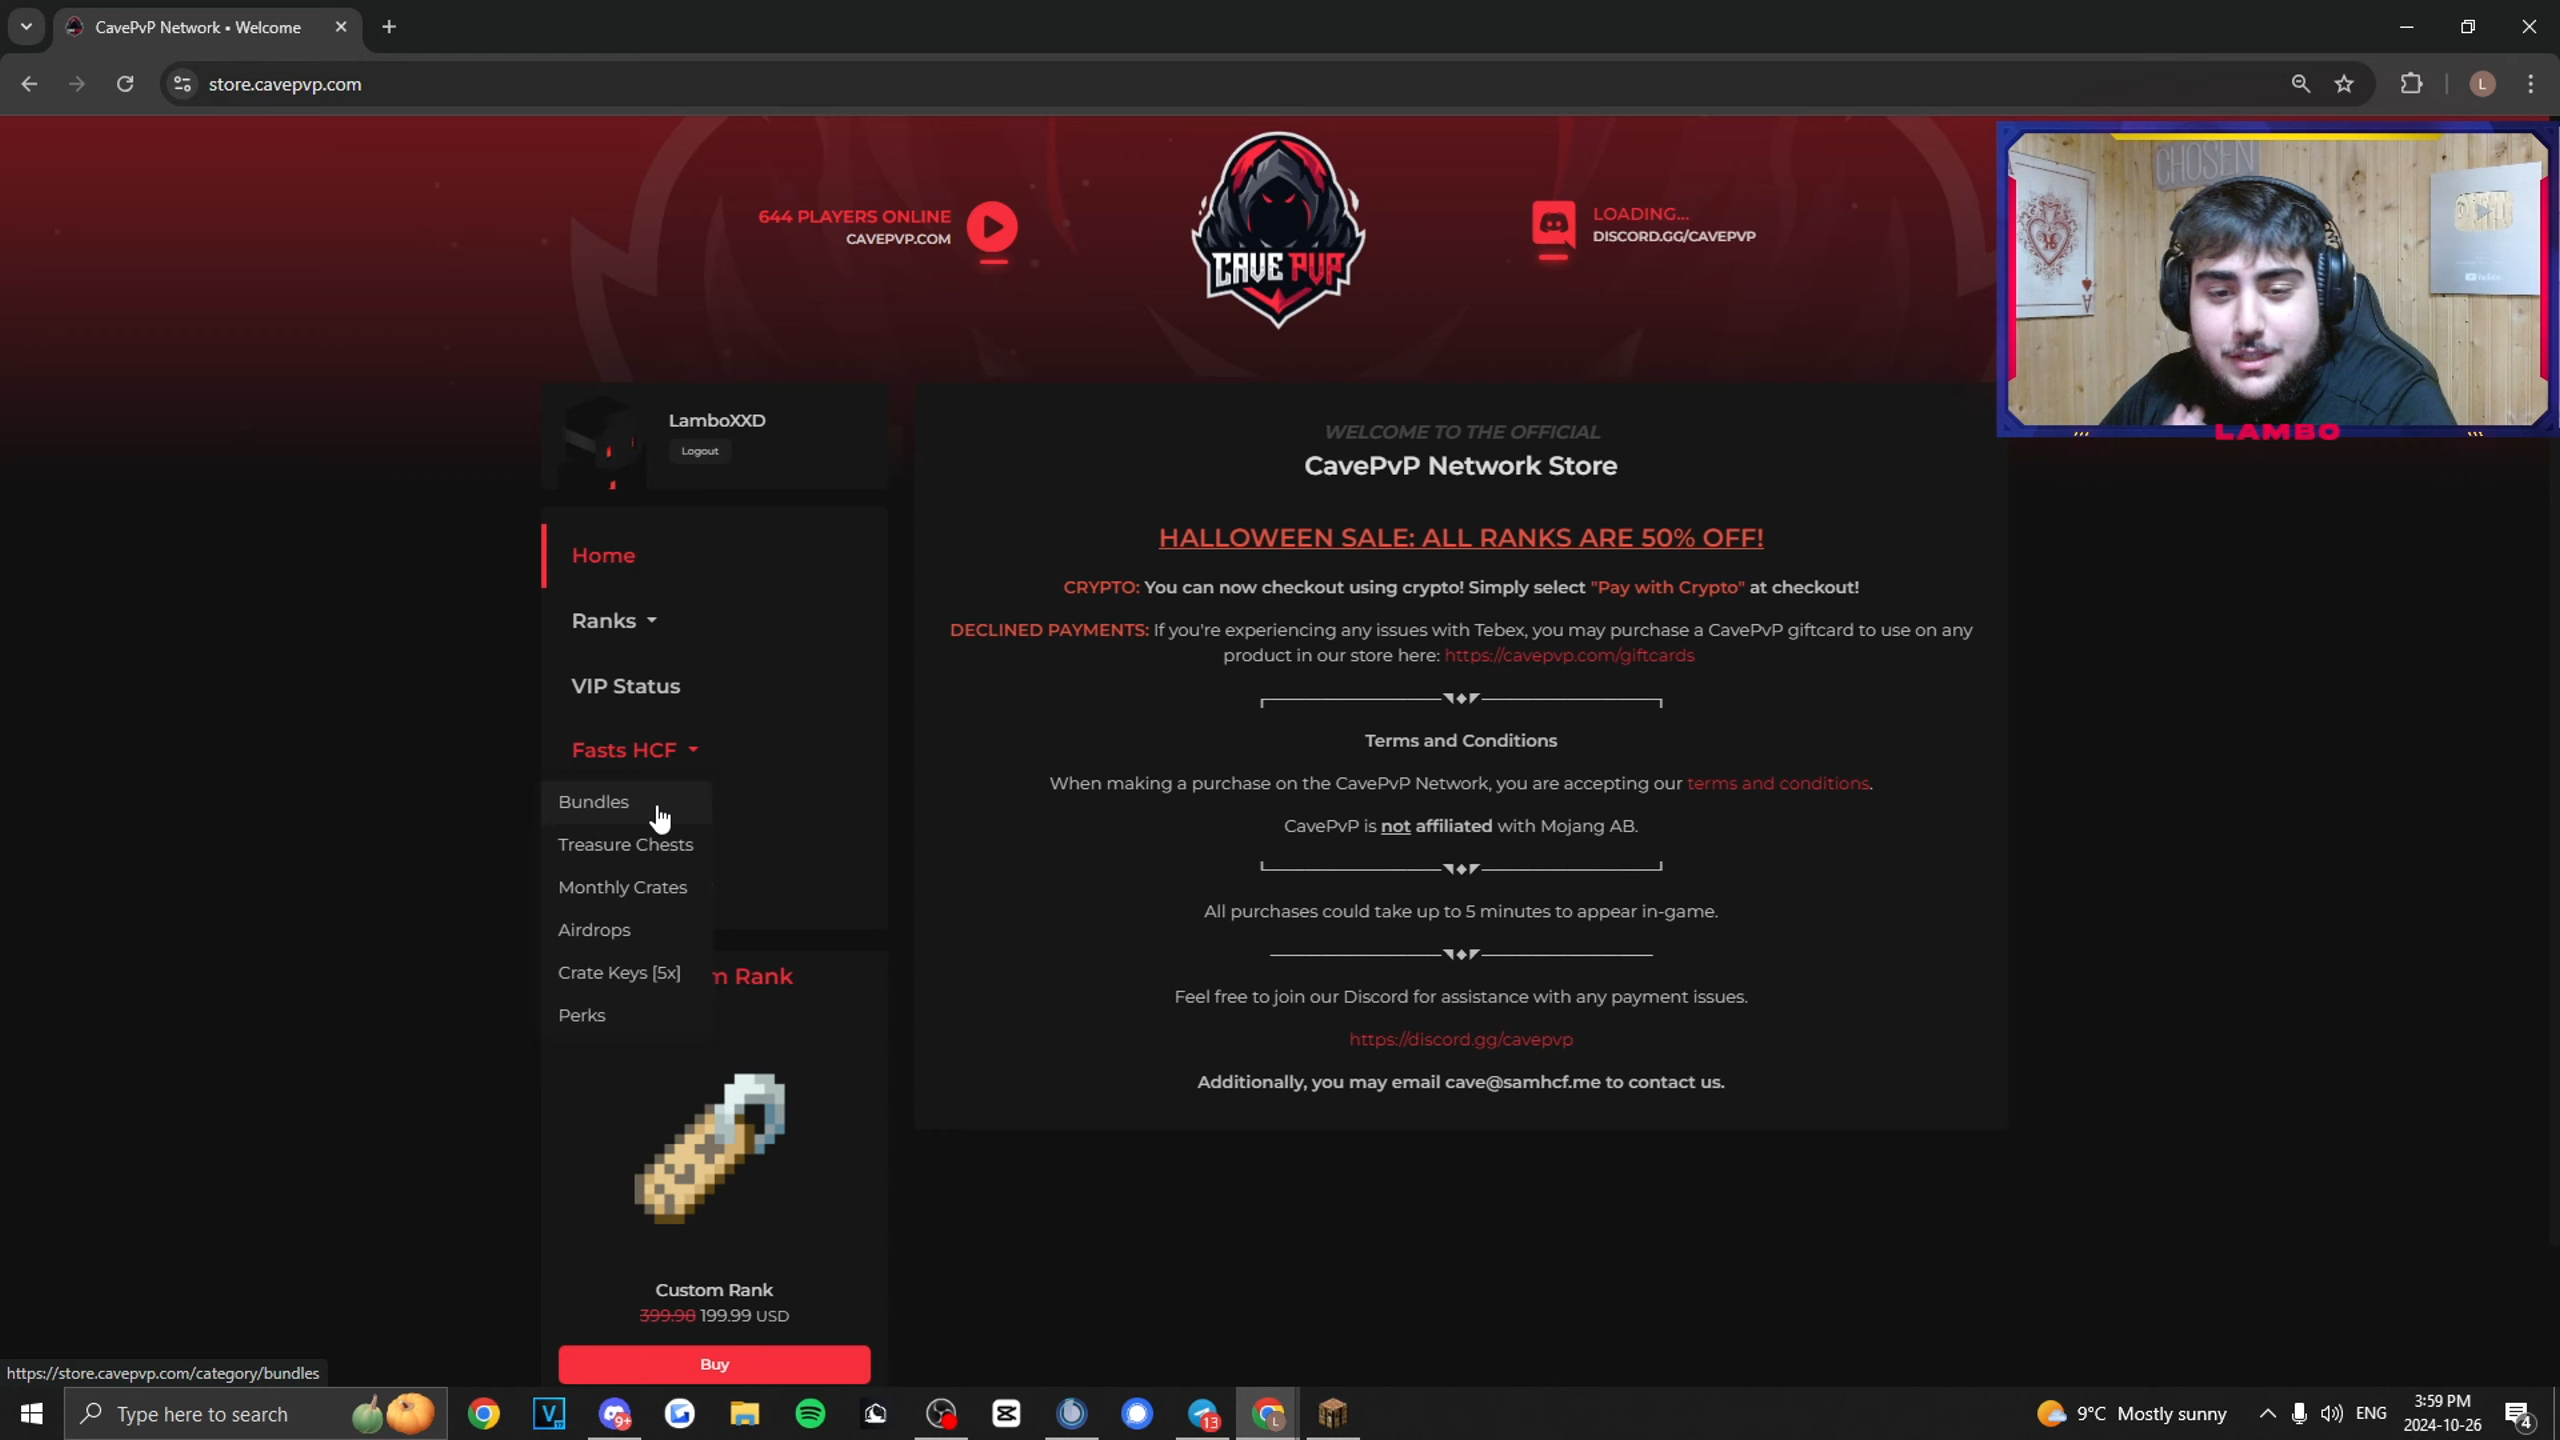 CavePvP Network • Welcome
store.cavepvp.com
L
644 PLAYERS ONLINE
CAVEPVP.COM
CAVE PVP
LOADING...
DISCORD.GG/CAVEPVP
CHOSEN
A
LAMBO
LamboXXD
Logout
Home
Ranks
VIP Status
Fasts HCF
Bundles
Treasure Chests
Monthly Crates
Airdrops
Crate Keys [5x]
Perks
m Rank
Custom Rank
399.98 199.99 USD
Buy
WELCOME TO THE OFFICIAL
CavePvP Network Store
HALLOWEEN SALE: ALL RANKS ARE 50% OFF!
CRYPTO: You can now checkout using crypto! Simply select "Pay with Crypto" at checkout!
DECLINED PAYMENTS: If you're experiencing any issues with Tebex, you may purchase a CavePvP giftcard to use on any
product in our store here: https://cavepvp.com/giftcards
Terms and Conditions
When making a purchase on the CavePvP Network, you are accepting our terms and conditions.
CavePvP is not affiliated with Mojang AB.
All purchases could take up to 5 minutes to appear in-game.
Feel free to join our Discord for assistance with any payment issues.
https://discord.gg/cavepvp
Additionally, you may email cave@samhcf.me to contact us.
https://store.cavepvp.com/category/bundles
Type here to search
V
9+
13
L
9°C Mostly sunny
ENG
3:59 PM
2024-10-26
4